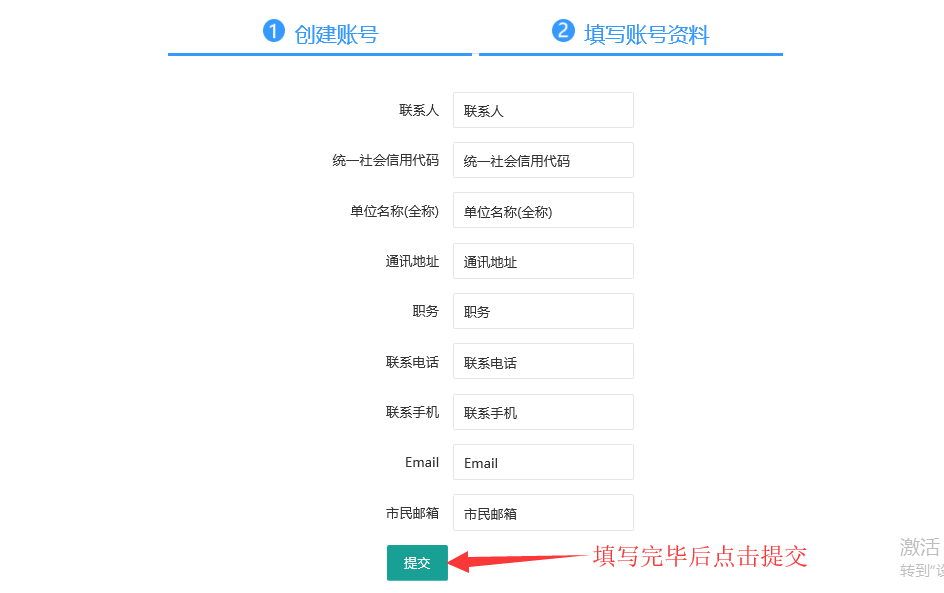 1 创建账号 2 填写账号资料
联系人 联系人
统一社会信用代码 统一社会信用代码
单位名称(全称) 单位名称(全称)
通讯地址 通讯地址
职务 职务
联系电话 联系电话
联系手机 联系手机
Email Email
市民邮箱 市民邮箱
提交 填写完毕后点击提交
激活
转到"设